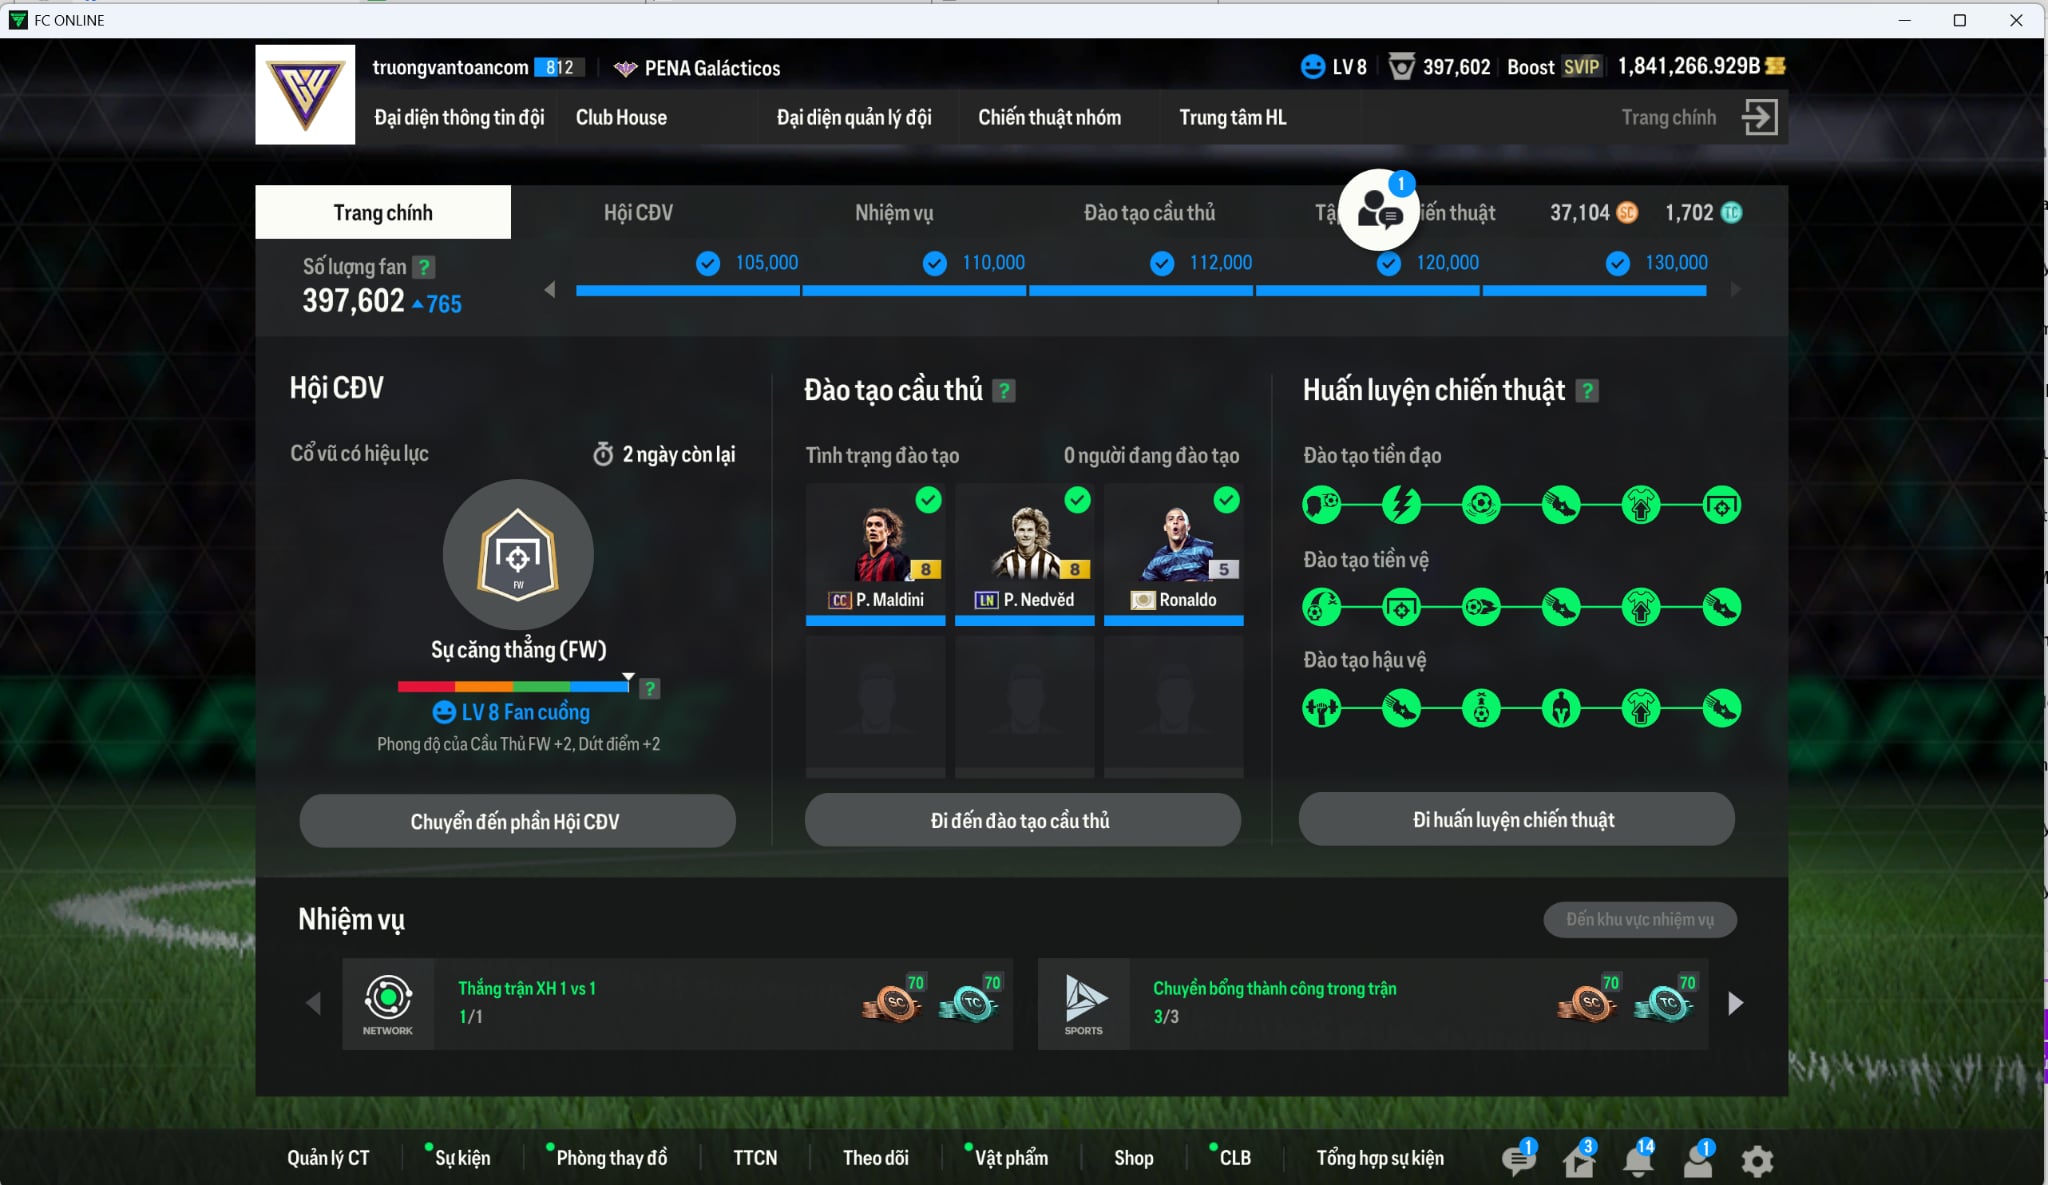 FC ONLINE
truongvantoancom 812 PENA Galácticos
LV 8 397,602 Boost SVIP 1,841,266.929B
Đại diện thông tin đội Club House Đại diện quản lý đội Chiến thuật nhóm Trung tâm HL Trang chính
Trang chính Hội CĐV Nhiệm vụ Đào tạo cầu thủ 1 37,104 SC 1,702 TC
Số lượng fan ?
397,602 765
105,000 110,000 112,000 120,000 130,000
Hội CĐV
Cổ vũ có hiệu lực 2 ngày còn lại
FW
Sự căng thẳng (FW)
?
LV 8 Fan cuồng
Phong độ của Cầu Thủ FW +2, Dứt điểm +2
Chuyển đến phần Hội CĐV
Đào tạo cầu thủ ?
Tình trạng đào tạo 0 người đang đào tạo
8 8 5
CC P. Maldini LN P. Nedvěd Ronaldo
Đi đến đào tạo cầu thủ
Huấn luyện chiến thuật ?
Đào tạo tiền đạo
Đào tạo tiền vệ
Đào tạo hậu vệ
Đi huấn luyện chiến thuật
Nhiệm vụ Đến khu vực nhiệm vụ
NETWORK
Thắng trận XH 1 vs 1
1/1
SC 70 TC 70
SPORTS
Chuyền bổng thành công trong trận
3/3
SC 70 TC 70
Quản lý CT Sự kiện Phòng thay đồ TTCN Theo dõi Vật phẩm Shop CLB Tổng hợp sự kiện 1 3 14 1